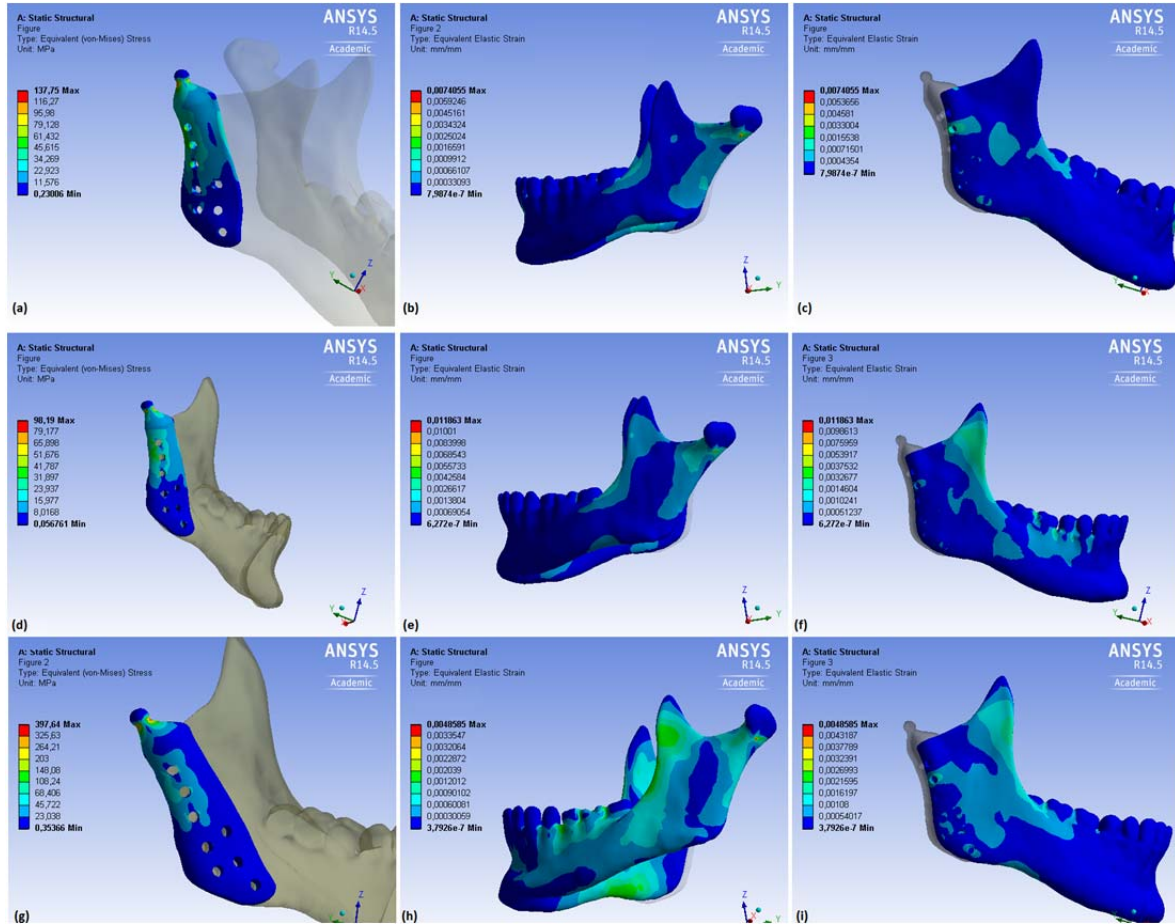 A: Static Structural
Figure
Type: Equivalent (von-Mises) Stress
Unit: MPa
ANSYS
R14.5
Academic
137,75 Max
116,27
95,98
79,128
61,432
45,615
34,269
22,923
11,576
0,23006 Min
Z
Y
X
(a)
A: Static Structural
Figure 2
Type: Equivalent Elastic Strain
Unit: mm/mm
ANSYS
R14.5
Academic
0,0074055 Max
0,0059246
0,0045161
0,0034324
0,0025024
0,0016591
0,0009912
0,00066107
0,00033093
7,9874e-7 Min
Z
X
Y
(b)
A: Static Structural
Figure
Type: Equivalent Elastic Strain
Unit: mm/mm
ANSYS
R14.5
Academic
0,0074055 Max
0,0053656
0,004581
0,0033004
0,0015538
0,00071501
0,0004354
7,9874e-7 Min
Z
Y
X
(c)
A: Static Structural
Figure
Type: Equivalent (von-Mises) Stress
Unit: MPa
ANSYS
R14.5
Academic
98,19 Max
79,177
65,898
51,676
41,787
31,897
23,937
15,977
8,0168
0,056761 Min
Z
Y
X
(d)
A: Static Structural
Figure
Type: Equivalent Elastic Strain
Unit: mm/mm
ANSYS
R14.5
Academic
0,011863 Max
0,01001
0,0083998
0,0068543
0,0055733
0,0042584
0,0026617
0,0013804
0,00069054
6,272e-7 Min
Z
X
Y
(e)
A: Static Structural
Figure 3
Type: Equivalent Elastic Strain
Unit: mm/mm
ANSYS
R14.5
Academic
0,011863 Max
0,0098613
0,0075959
0,0053917
0,0037532
0,0032677
0,0014604
0,0010241
0,00051237
6,272e-7 Min
Z
Y
X
(f)
A: Static Structural
Figure 2
Type: Equivalent (von-Mises) Stress
Unit: MPa
ANSYS
R14.5
Academic
397,64 Max
325,63
264,21
203
148,08
108,24
68,406
45,722
23,038
0,35366 Min
Z
(g)
A: Static Structural
Figure
Type: Equivalent Elastic Strain
Unit: mm/mm
ANSYS
R14.5
Academic
0,0048585 Max
0,0033547
0,0032064
0,0022872
0,002039
0,0012012
0,00090102
0,00060081
0,00030059
3,7926e-7 Min
Z
(h)
A: Static Structural
Figure 3
Type: Equivalent Elastic Strain
Unit: mm/mm
ANSYS
R14.5
Academic
0,0048585 Max
0,0043187
0,0037789
0,0032391
0,0026993
0,0021595
0,0016197
0,00108
0,00054017
3,7926e-7 Min
Z
(i)